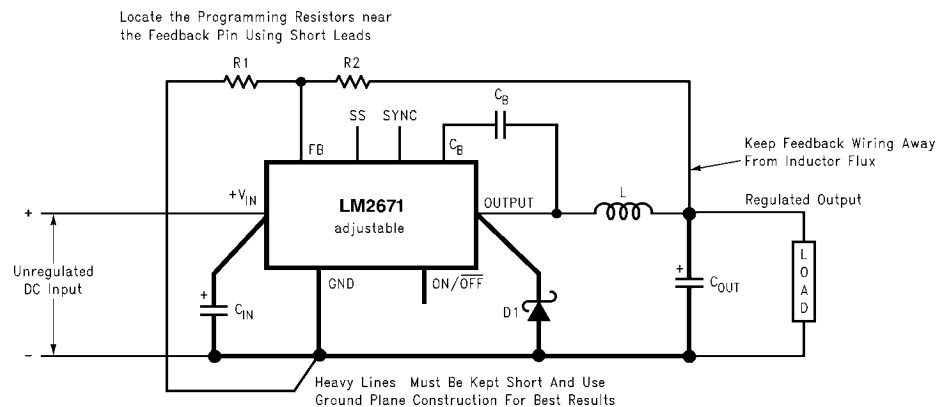 Locate the Programming Resistors near
the Feedback Pin Using Short Leads
R1
R2
C_B
SS
SYNC
FB
C_B
Keep Feedback Wiring Away
From Inductor Flux
+V_IN
LM2671
adjustable
OUTPUT
L
Regulated Output
+
Unregulated
DC Input
–
+
C_IN
GND
ON/O̅F̅F̅
D1
+
C_OUT
LOAD
Heavy Lines Must Be Kept Short And Use
Ground Plane Construction For Best Results